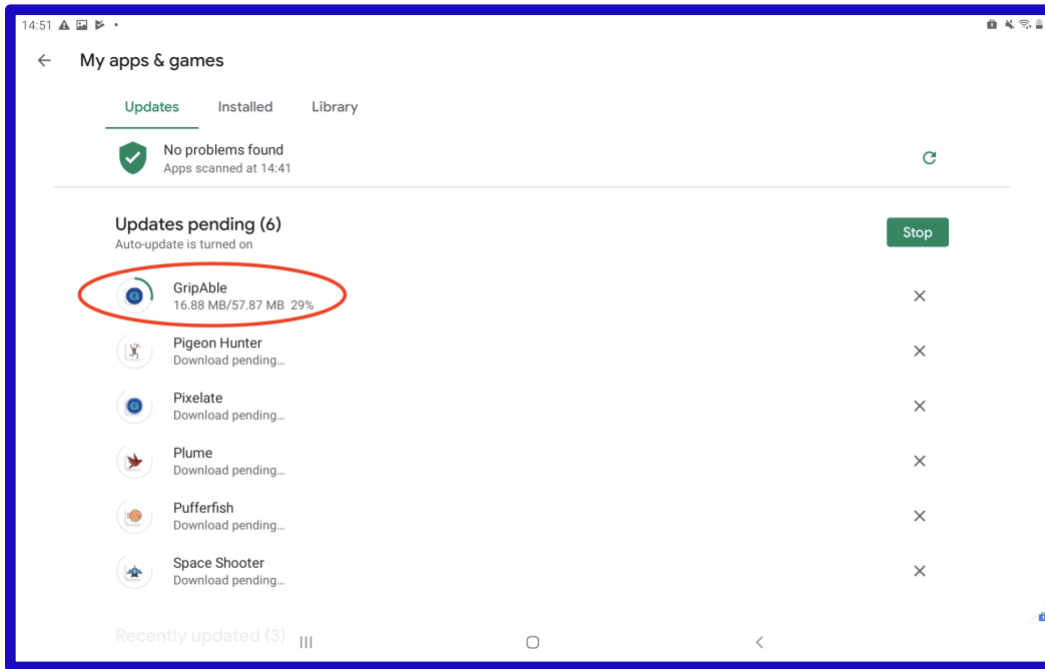 14:51
My apps & games
Updates Installed Library
No problems found
Apps scanned at 14:41
Updates pending (6)
Auto-update is turned on
Stop
GripAble
16.88 MB/57.87 MB 29%
Pigeon Hunter
Download pending...
Pixelate
Download pending...
Plume
Download pending...
Pufferfish
Download pending...
Space Shooter
Download pending...
Recently updated (3)